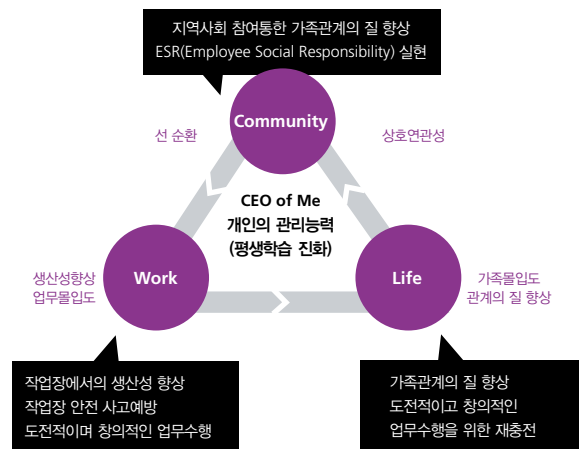 지역사회 참여통한 가족관계의 질 향상
ESR(Employee Social Responsibility) 실현
Community
선 순환
상호연관성
CEO of Me
개인의 관리능력
(평생학습 진화)
생산성향상
업무몰입도
Work
Life
가족몰입도
관계의 질 향상
작업장에서의 생산성 향상
작업장 안전 사고예방
도전적이며 창의적인 업무수행
가족관계의 질 향상
도전적이고 창의적인
업무수행을 위한 재충전